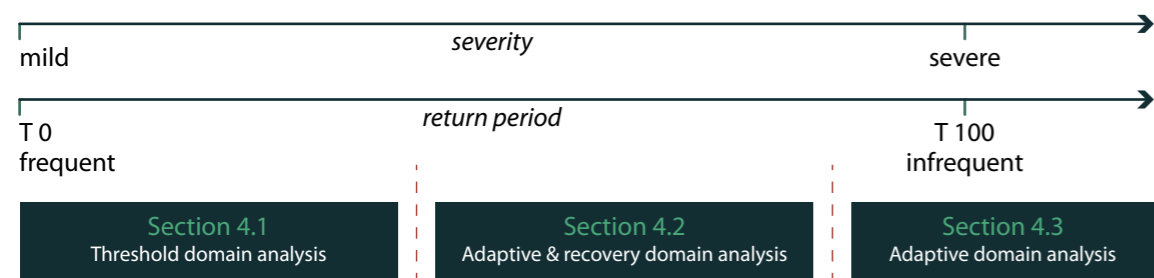 severity
mild
severe
return period
T 0
frequent
T 100
infrequent
Section 4.1
Threshold domain analysis
Section 4.2
Adaptive & recovery domain analysis
Section 4.3
Adaptive domain analysis